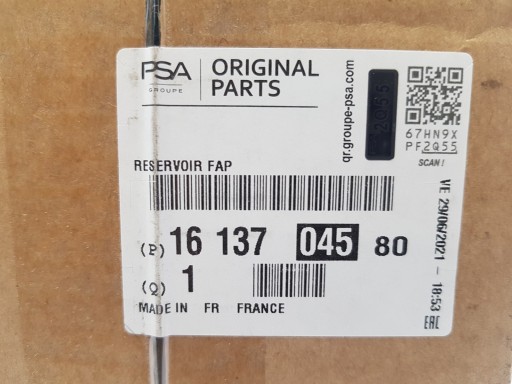 PSA
GROUPE
ORIGINAL
PARTS
qr.groupe-psa.com
2Q55
67HN9X
PF2Q55
SCAN!
RESERVOIR FAP
(P) 16 137 045 80
(Q) 1
MADE IN FR FRANCE
VE 29/06/2021 - 18:53
EAC